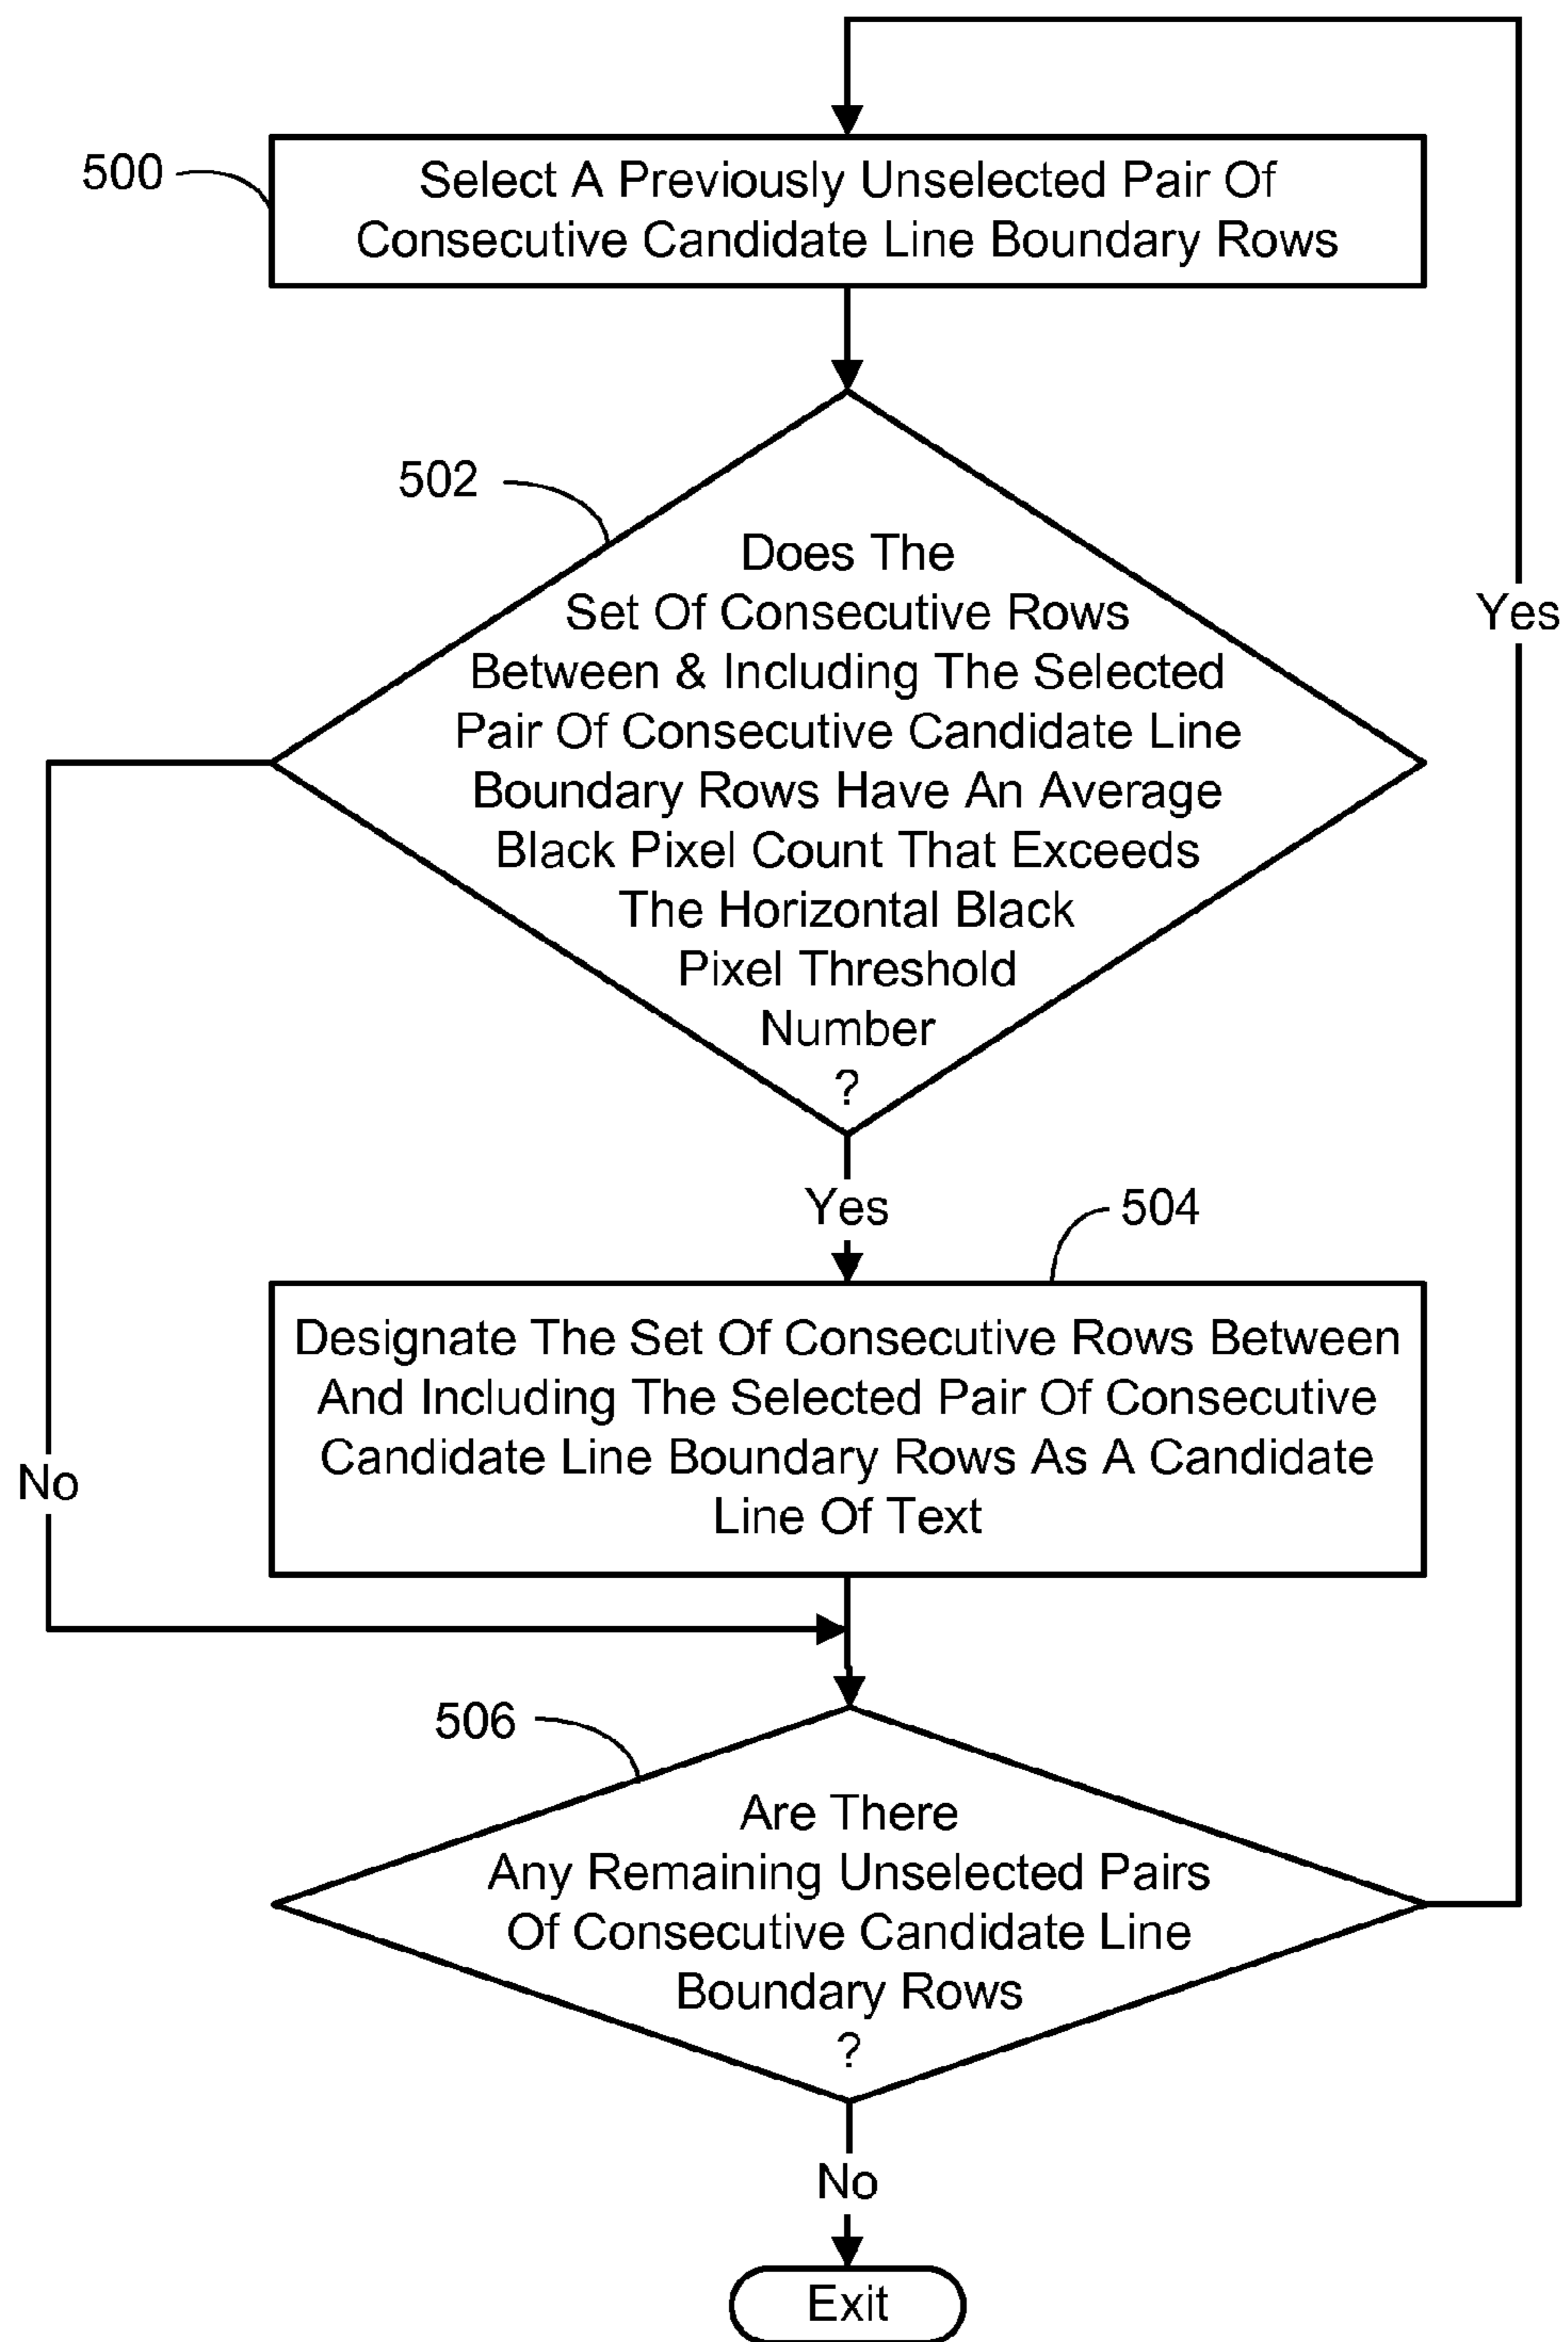 500
Select A Previously Unselected Pair Of
Consecutive Candidate Line Boundary Rows
502
Does The
Set Of Consecutive Rows
Between & Including The Selected
Pair Of Consecutive Candidate Line
Boundary Rows Have An Average
Black Pixel Count That Exceeds
The Horizontal Black
Pixel Threshold
Number
?
Yes
Yes
504
Designate The Set Of Consecutive Rows Between
And Including The Selected Pair Of Consecutive
Candidate Line Boundary Rows As A Candidate
Line Of Text
No
506
Are There
Any Remaining Unselected Pairs
Of Consecutive Candidate Line
Boundary Rows
?
No
Exit